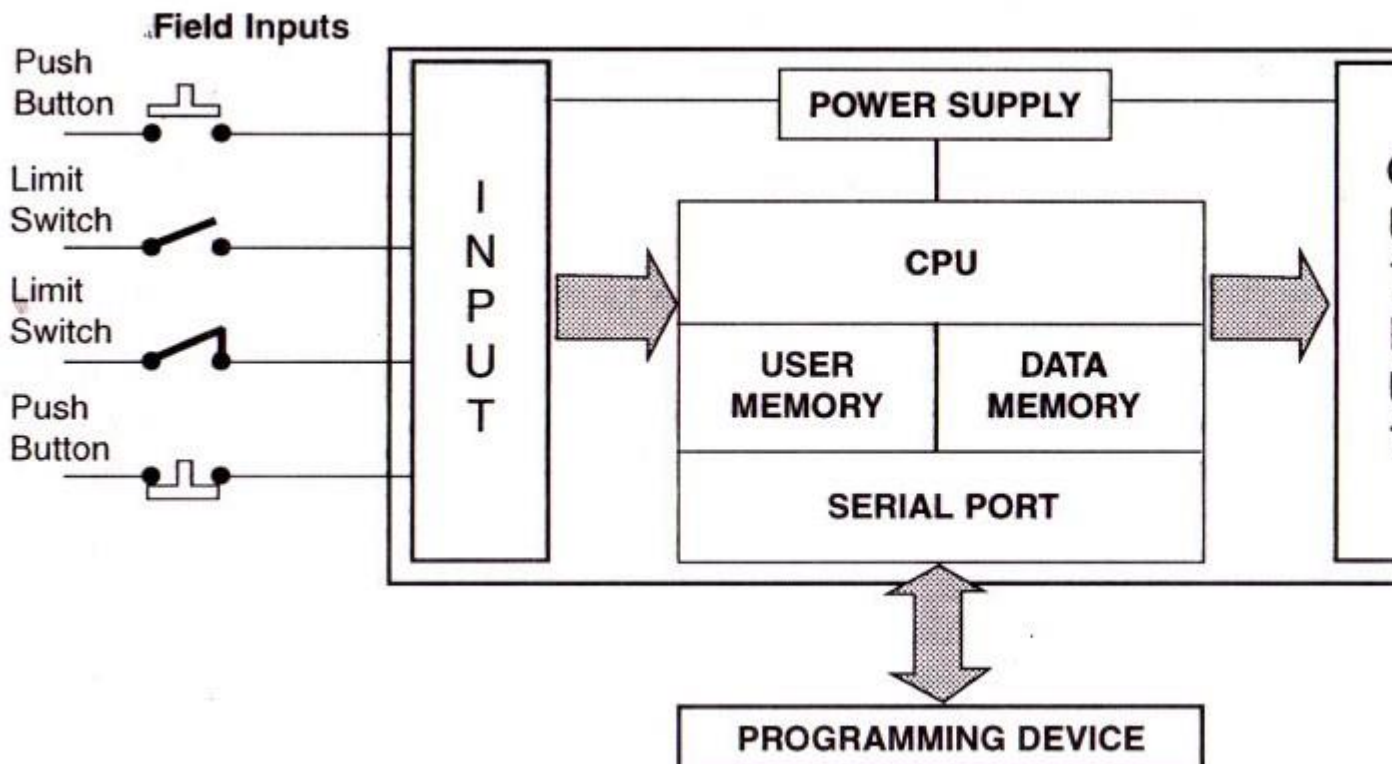 Field Inputs
Push
Button
Limit
Switch
Limit
Switch
Push
Button
I
N
P
U
T
POWER SUPPLY
CPU
USER
MEMORY
DATA
MEMORY
SERIAL PORT
PROGRAMMING DEVICE